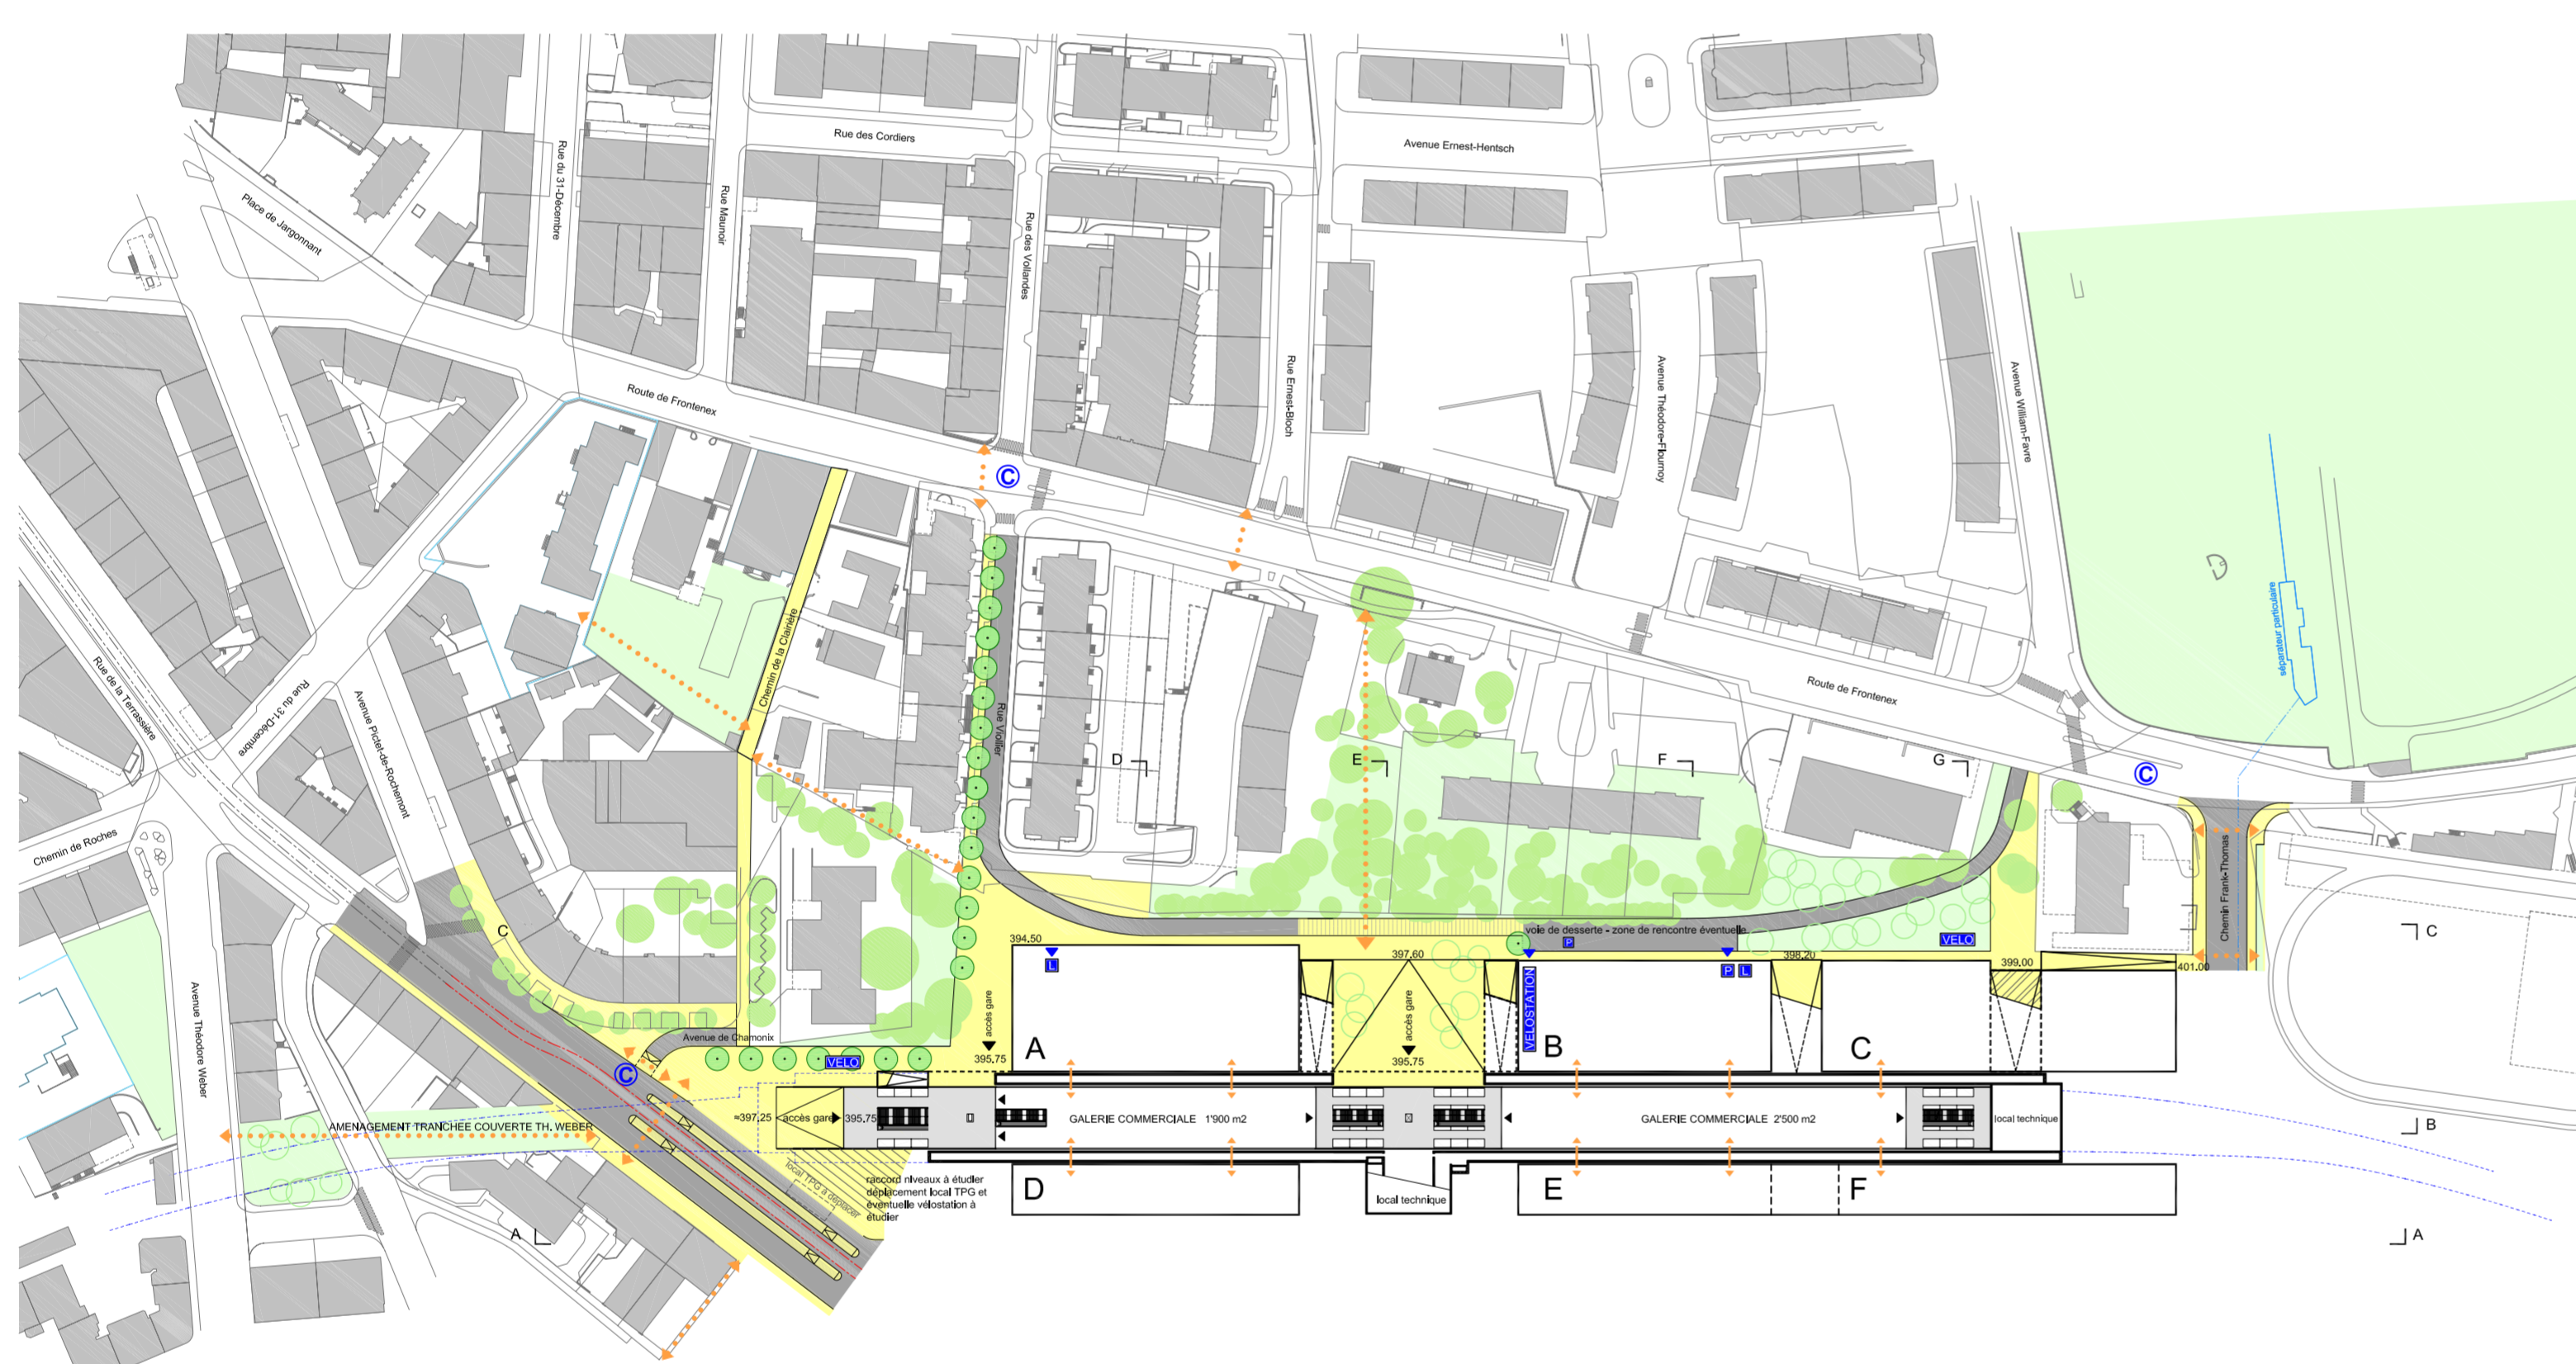 Rue des Cordiers
Avenue Ernest-Hentsch
Rue du 31-Décembre
Rue Maunoir
Place de Jargonnant
Rue des Vollandes
Rue Ernest-Bloch
Avenue Théodore-Flournoy
Avenue William-Favre
Route de Frontenex
©
séparateur particulaire
Chemin de la Clairière
Rue de la Terrassière
Rue du 31-Décembre
Avenue Pictet-de-Rochemont
Rue Viollier
Route de Frontenex
D
E
F
G
©
Chemin de Roches
Chemin Frank-Thomas
C
voie de desserte - zone de rencontre éventuelle
P
VELO
C
394.50
397.60
398.20
399.00
401.00
L
P
L
VELOSTATION
Avenue Théodore Weber
accès gare
accès gare
Avenue de Chamonix
VELO
395.75
395.75
A
B
C
©
≈397.25
accès gare
395.75
GALERIE COMMERCIALE 1'900 m2
GALERIE COMMERCIALE 2'500 m2
local technique
AMENAGEMENT TRANCHEE COUVERTE TH. WEBER
B
local TPG à déplacer
raccord niveaux à étudier
déplacement local TPG et
éventuelle vélostation à
étudier
D
local technique
E
F
A
A